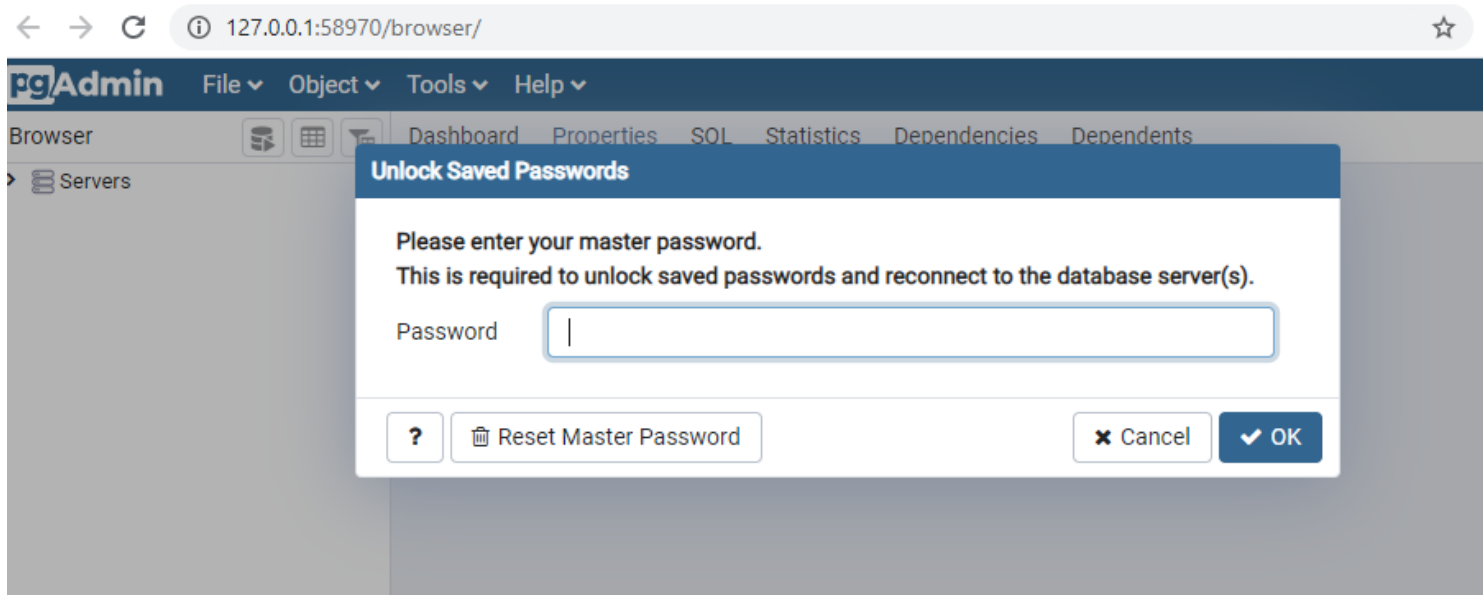 127.0.0.1:58970/browser/
pgAdmin File Object Tools Help
Browser Dashboard Properties SQL Statistics Dependencies Dependents
Servers
Unlock Saved Passwords
Please enter your master password.
This is required to unlock saved passwords and reconnect to the database server(s).
Password
? Reset Master Password Cancel OK